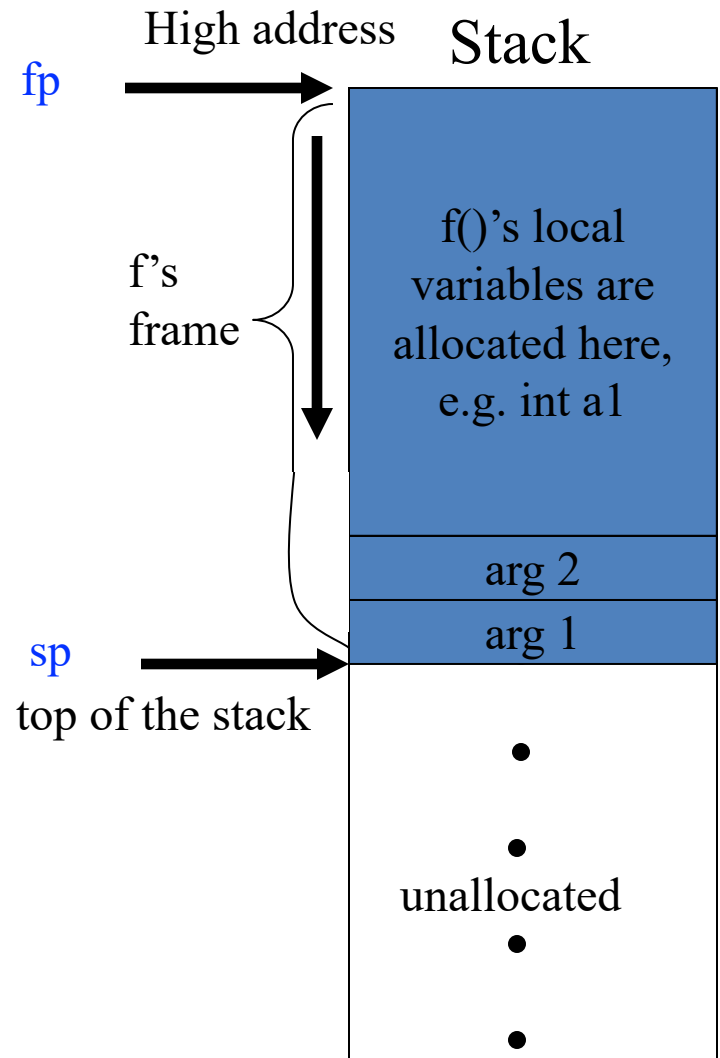 High address
Stack
fp
f()’s local
variables are
allocated here,
e.g. int a1
f’s
frame
arg 2
arg 1
sp
top of the stack
unallocated